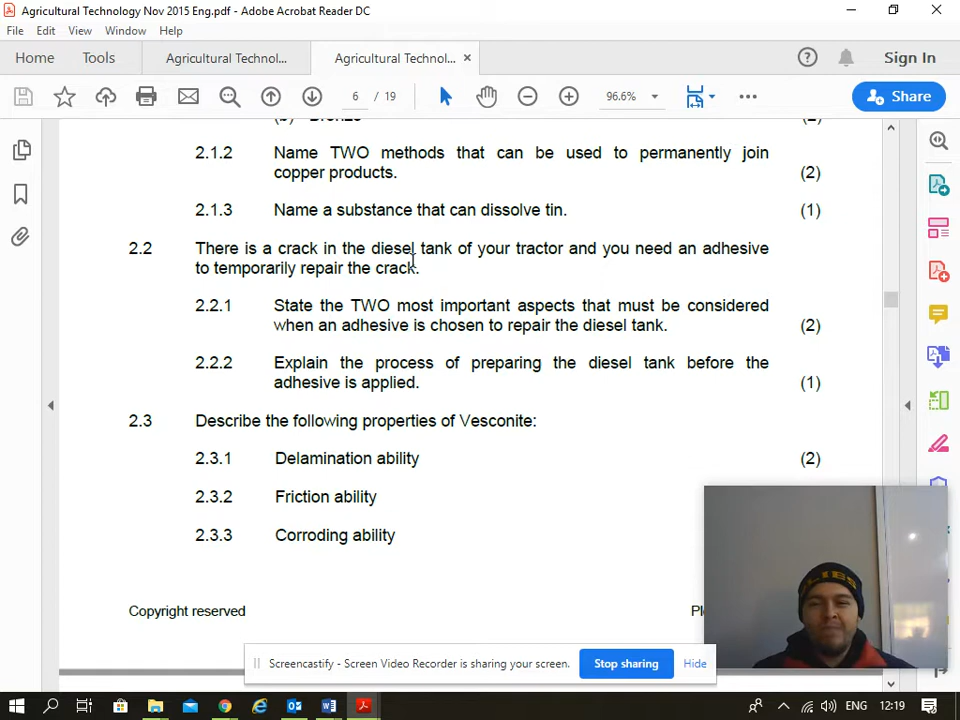 Agricultural Technology Nov 2015 Eng.pdf - Adobe Acrobat Reader DC
File Edit View Window Help
Home Tools Agricultural Technol... Agricultural Technol... × Sign In
6 / 19 96.6% Share
(b) Bronze (2)
2.1.2 Name TWO methods that can be used to permanently join
copper products. (2)
2.1.3 Name a substance that can dissolve tin. (1)
2.2 There is a crack in the diesel tank of your tractor and you need an adhesive
to temporarily repair the crack.
2.2.1 State the TWO most important aspects that must be considered
when an adhesive is chosen to repair the diesel tank. (2)
2.2.2 Explain the process of preparing the diesel tank before the
adhesive is applied. (1)
2.3 Describe the following properties of Vesconite:
2.3.1 Delamination ability (2)
2.3.2 Friction ability
2.3.3 Corroding ability
Copyright reserved
Screencastify - Screen Video Recorder is sharing your screen. Stop sharing Hide
ENG 12:19